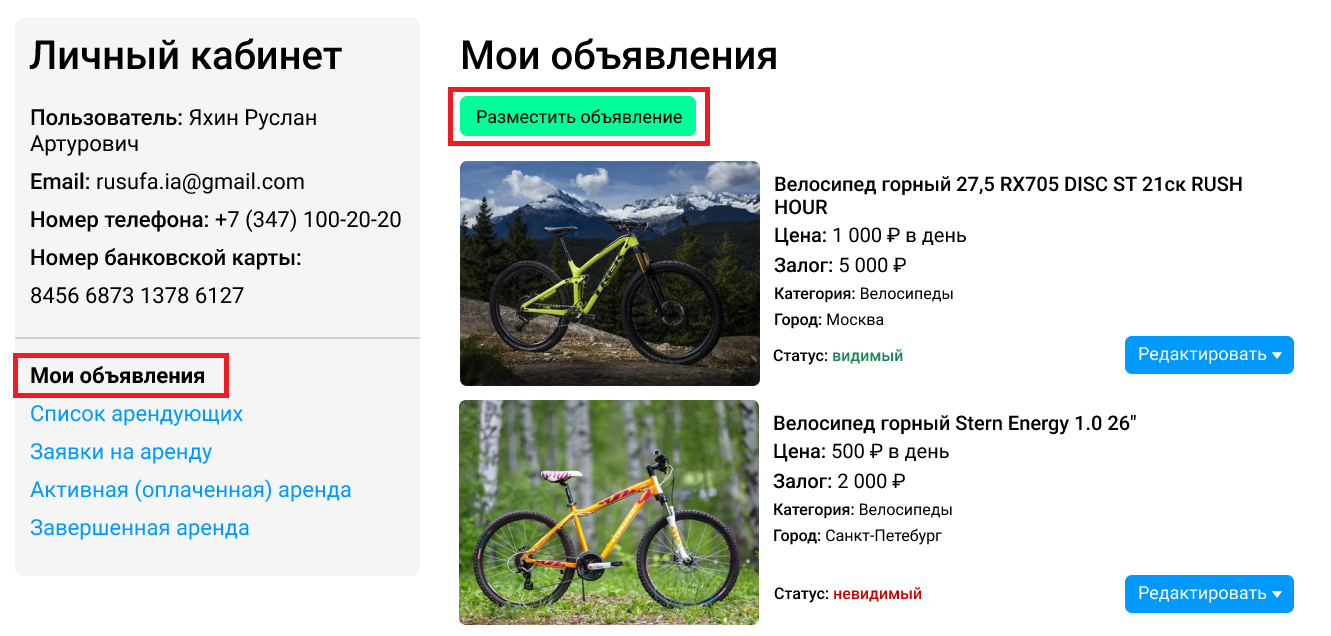 Личный кабинет
Пользователь: Яхин Руслан
Артурович
Email: rusufa.ia@gmail.com
Номер телефона: +7 (347) 100-20-20
Номер банковской карты:
8456 6873 1378 6127
Мои объявления
Список арендующих
Заявки на аренду
Активная (оплаченная) аренда
Завершенная аренда
Мои объявления
Разместить объявление
TREK
Велосипед горный 27,5 RX705 DISC ST 21ск RUSH
HOUR
Цена: 1 000 ₽ в день
Залог: 5 000 ₽
Категория: Велосипеды
Город: Москва
Статус: видимый
Редактировать
Велосипед горный Stern Energy 1.0 26"
Цена: 500 ₽ в день
Залог: 2 000 ₽
Категория: Велосипеды
Город: Санкт-Петебург
Статус: невидимый
Редактировать